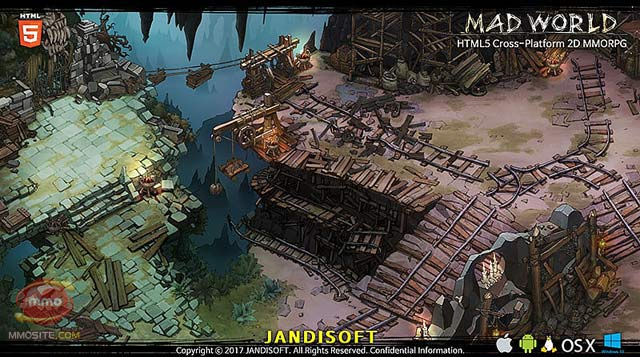 HTML
5
MAD WORLD
HTML5 Cross-Platform 2D MMORPG
mmo
MMOSITE.COM
JANDISOFT
Copyright © 2017 JANDISOFT. All Rights Reserved. Confidential Information.
OS X
Windows